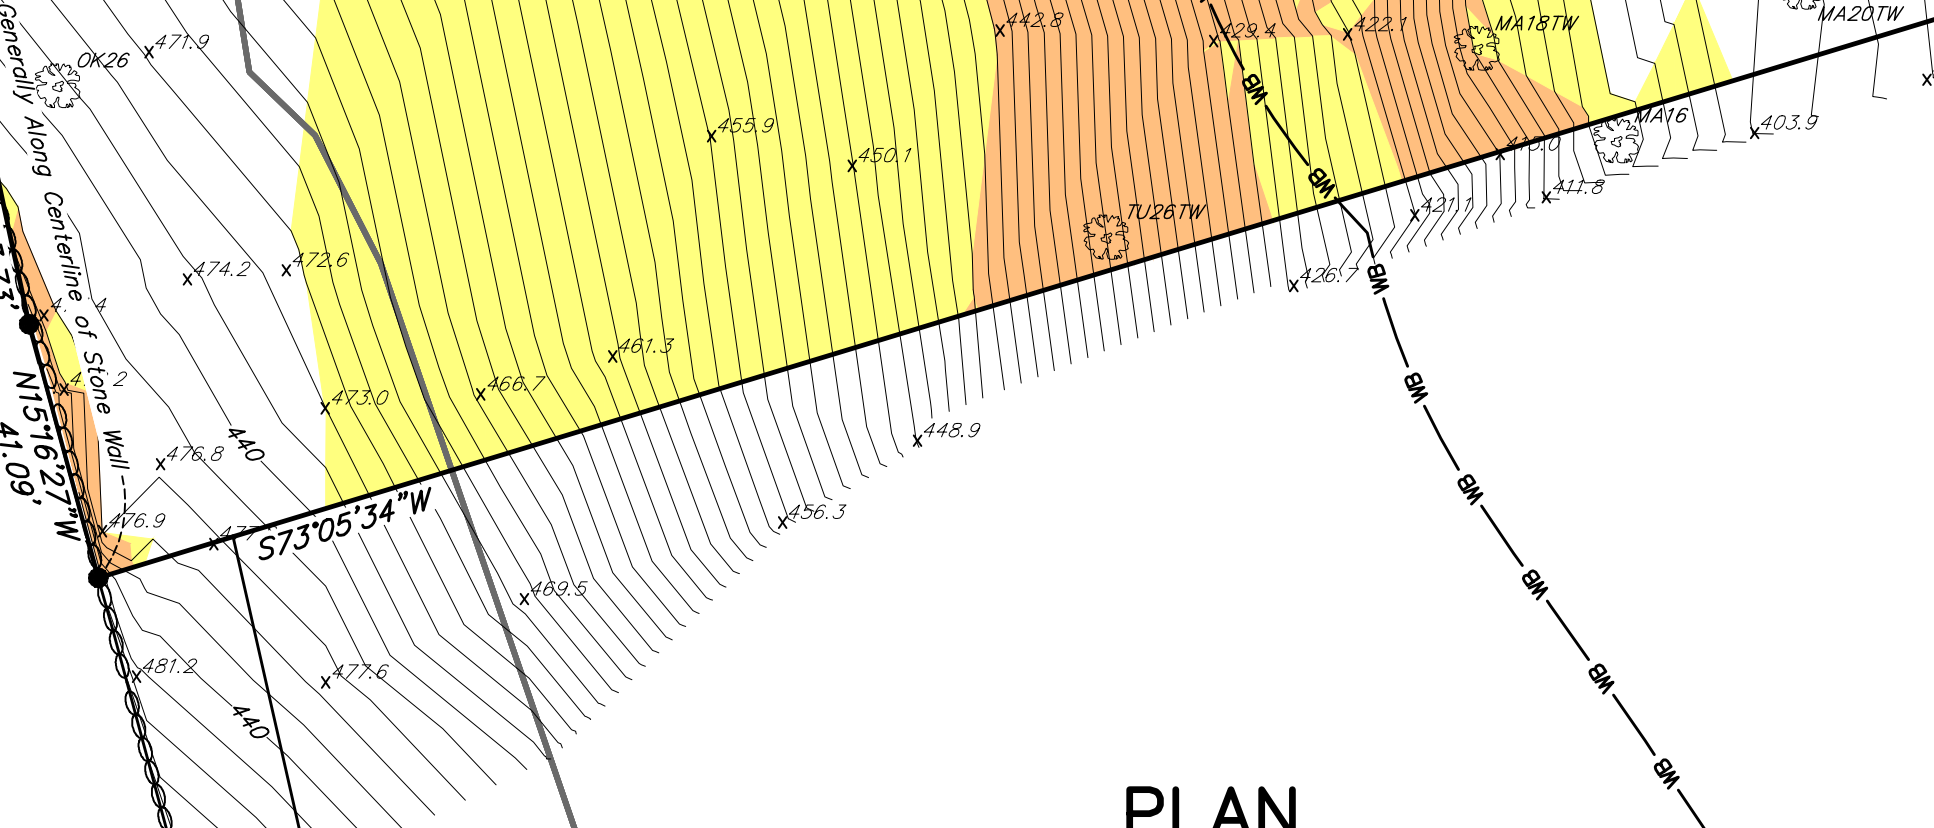 442.8
429.4
422.1
MA18TW
MA20TW
OK26
471.9
Generally Along Centerline of Stone Wall
WB
455.9
450.1
MA16
403.9
415.0
WB
411.8
421.1
TU26TW
474.2
472.6
426.7
WB
461.3
466.7
473.0
WB
448.9
440
476.8
N15°16'27"W
41.09'
WB
S73°05'34"W
476.9
456.3
469.5
WB
481.2
477.6
WB
440
WB
PLAN